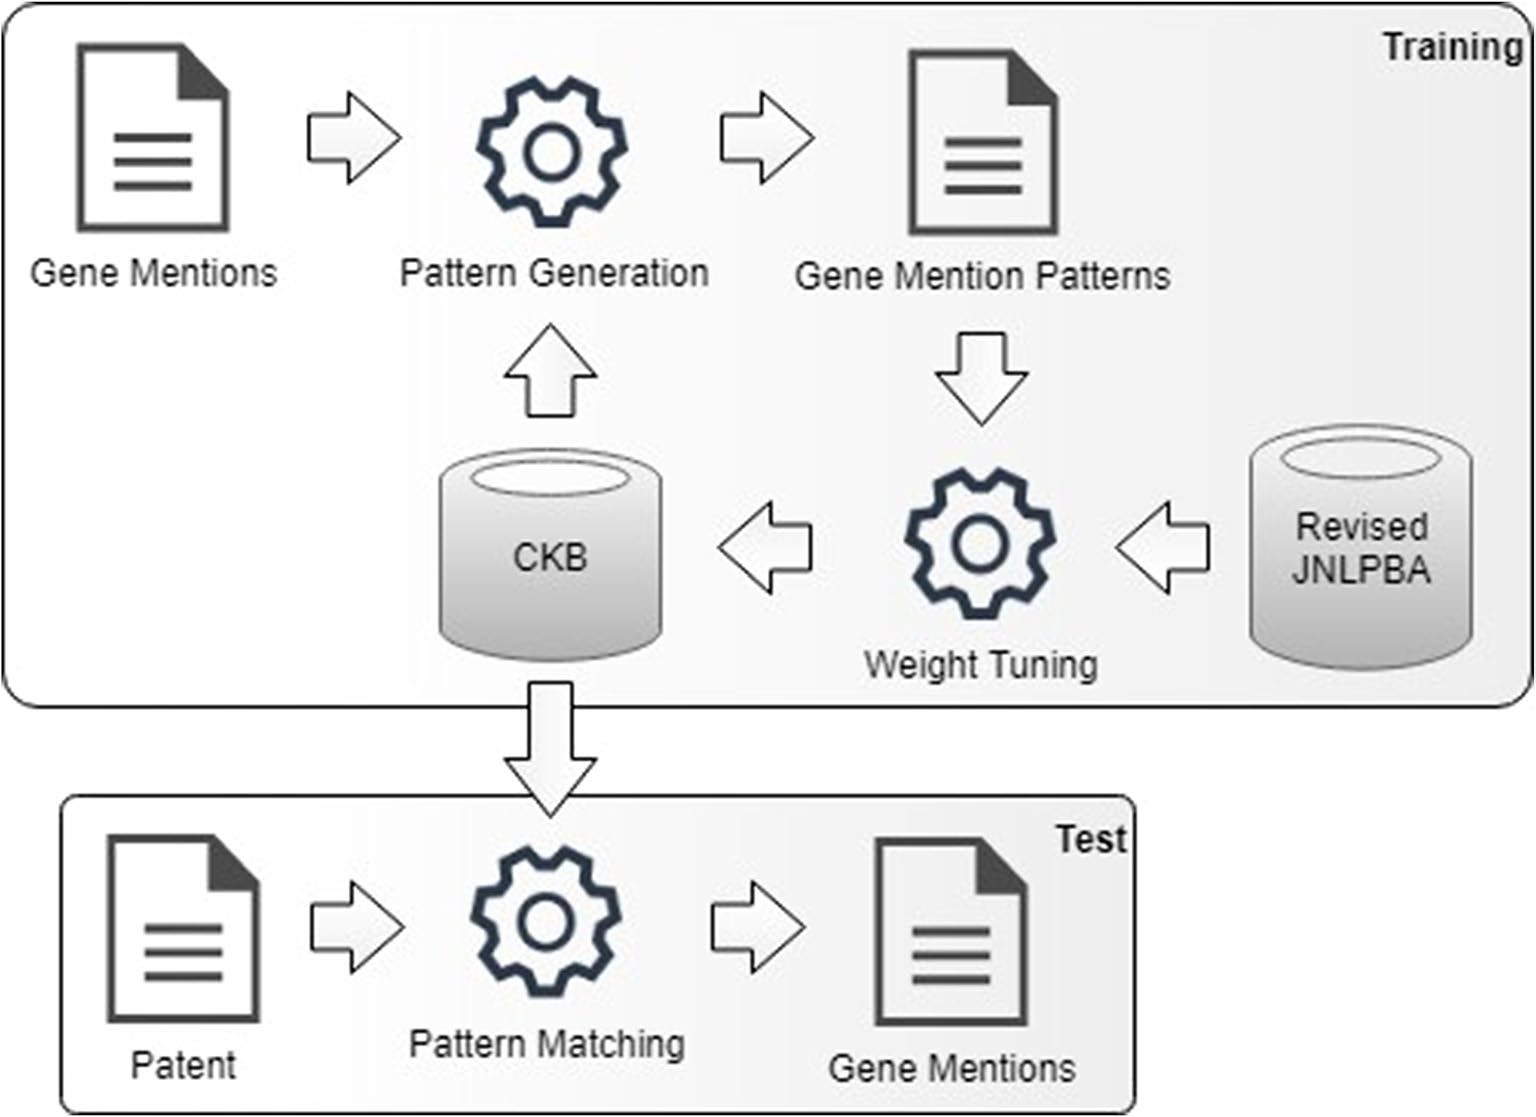 Training
Gene Mentions
Pattern Generation
Gene Mention Patterns
CKB
Weight Tuning
Revised
JNLPBA
Test
Patent
Pattern Matching
Gene Mentions